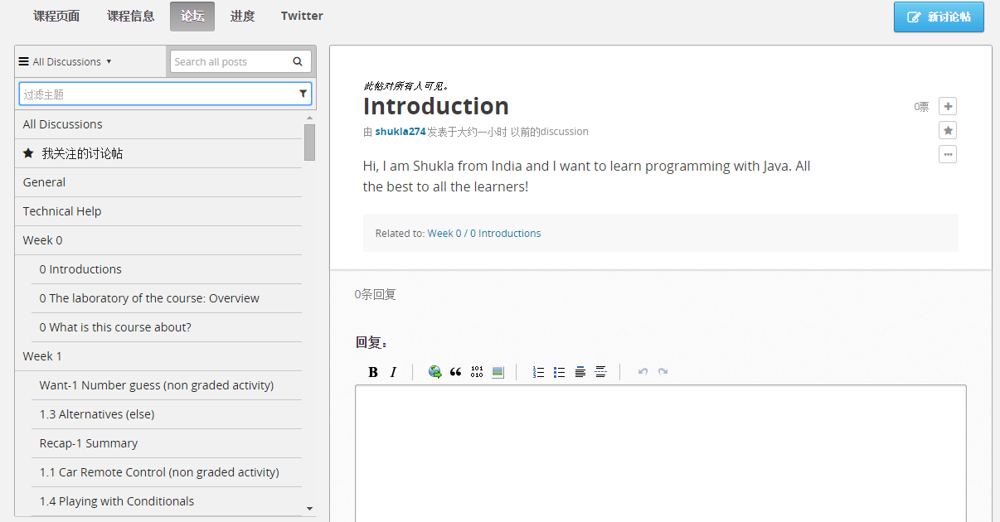 课程页面 课程信息 论坛 进度 Twitter
新讨论帖
All Discussions ▼
Search all posts
过滤主题
All Discussions
★ 我关注的讨论帖
General
Technical Help
Week 0
0 Introductions
0 The laboratory of the course: Overview
0 What is this course about?
Week 1
Want-1 Number guess (non graded activity)
1.3 Alternatives (else)
Recap-1 Summary
1.1 Car Remote Control (non graded activity)
1.4 Playing with Conditionals
此帖对所有人可见。
Introduction
0票
由 shukla274 发表于大约一小时 以前的discussion
Hi, I am Shukla from India and I want to learn programming with Java. All
the best to all the learners!
Related to: Week 0 / 0 Introductions
0条回复
回复：
B I 101 010